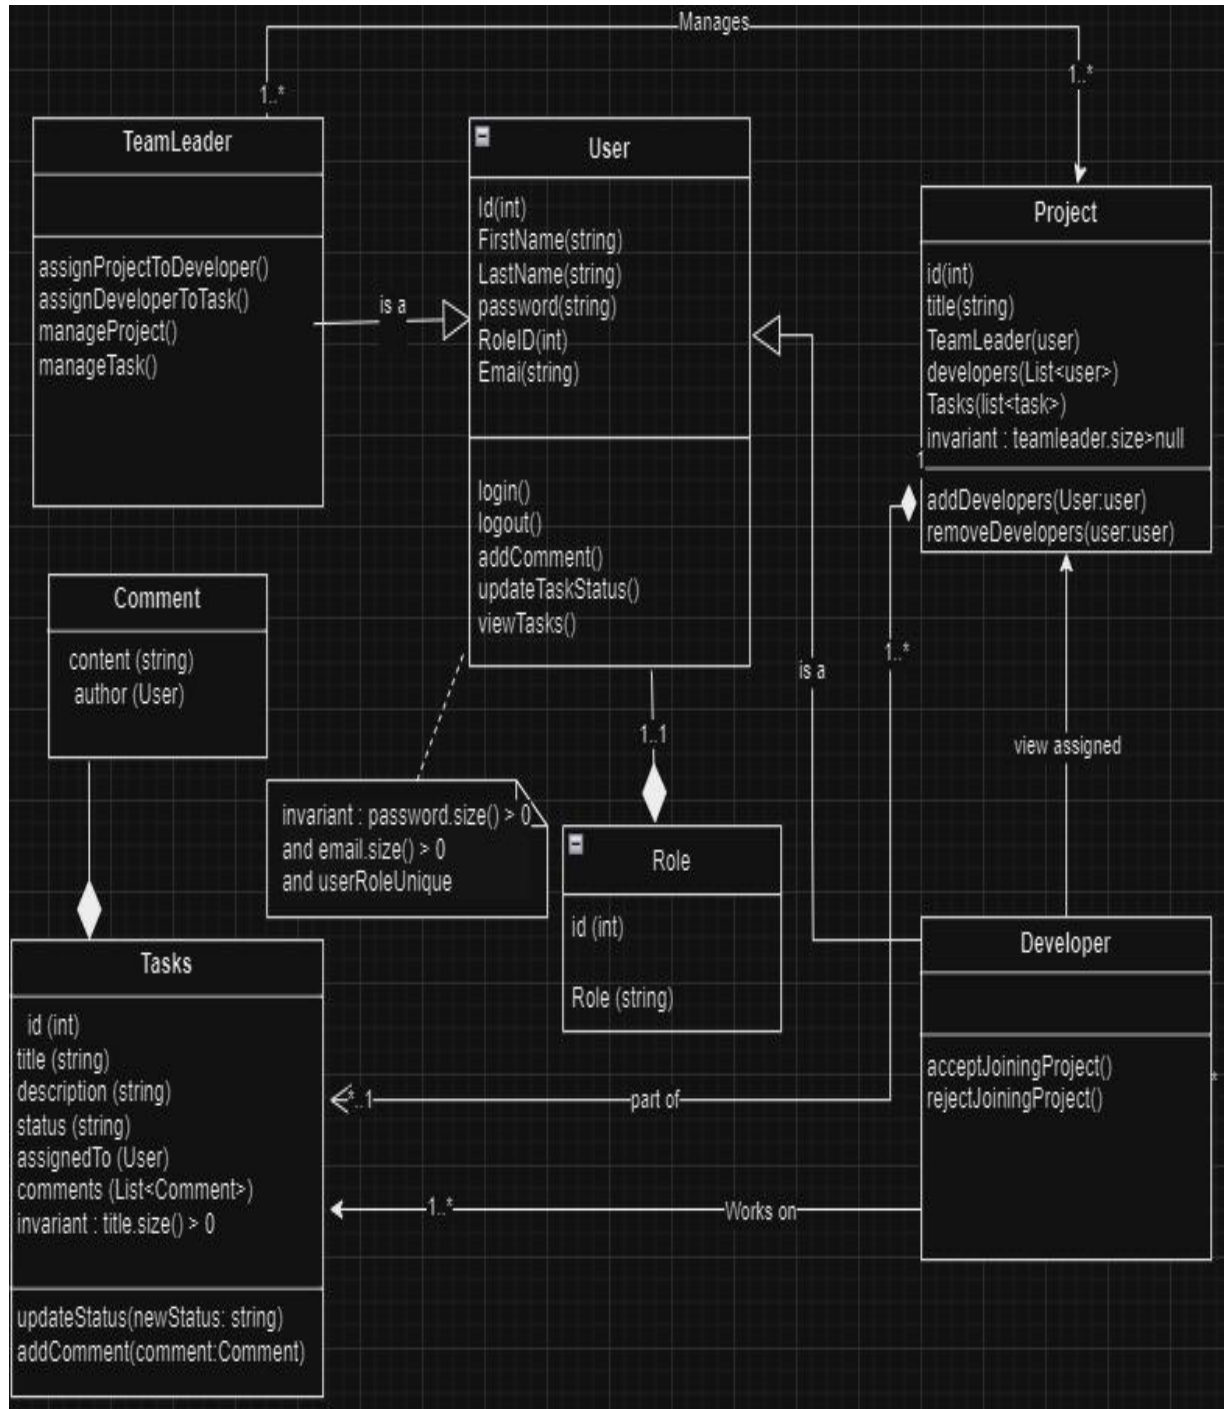 Manages
1..*
1..*
TeamLeader
assignProjectToDeveloper()
assignDeveloperToTask()
manageProject()
manageTask()
is a
User
Id(int)
FirstName(string)
LastName(string)
password(string)
RoleID(int)
Emai(string)
login()
logout()
addComment()
updateTaskStatus()
viewTasks()
Project
id(int)
title(string)
TeamLeader(user)
developers(List<user>)
Tasks(list<task>)
invariant : teamleader.size>null
1
addDevelopers(User:user)
removeDevelopers(user:user)
Comment
content (string)
author (User)
1..*
is a
1..1
view assigned
invariant : password.size() > 0
and email.size() > 0
and userRoleUnique
Role
id (int)
Role (string)
Developer
acceptJoiningProject()
rejectJoiningProject()
*
Tasks
id (int)
title (string)
description (string)
status (string)
assignedTo (User)
comments (List<Comment>)
invariant : title.size() > 0
updateStatus(newStatus: string)
addComment(comment:Comment)
*..1
part of
1..*
Works on